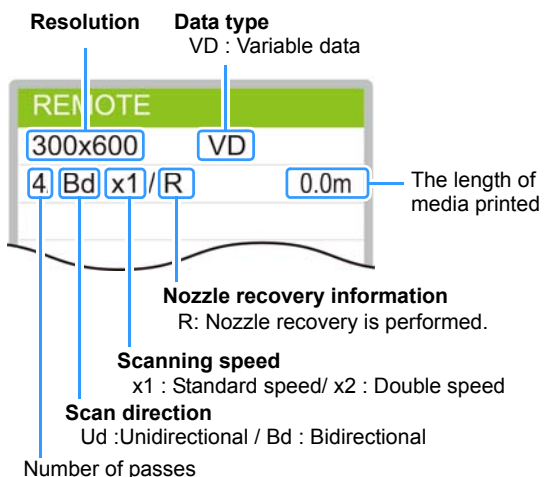 Resolution
Data type
VD : Variable data
REMOTE
300x600 VD
4 Bd x1 / R 0.0m
The length of
media printed
Nozzle recovery information
R: Nozzle recovery is performed.
Scanning speed
x1 : Standard speed/ x2 : Double speed
Scan direction
Ud :Unidirectional / Bd : Bidirectional
Number of passes